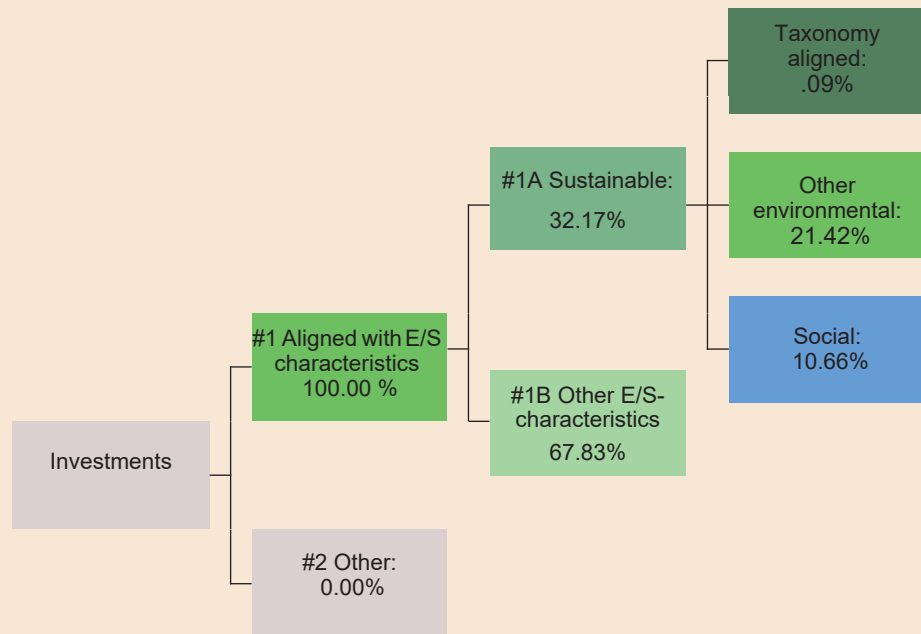 Taxonomy
aligned:
.09%
#1A Sustainable:
32.17%
Other
environmental:
21.42%
#1 Aligned with E/S
characteristics
100.00 %
Social:
10.66%
#1B Other E/S-
characteristics
67.83%
Investments
#2 Other:
0.00%